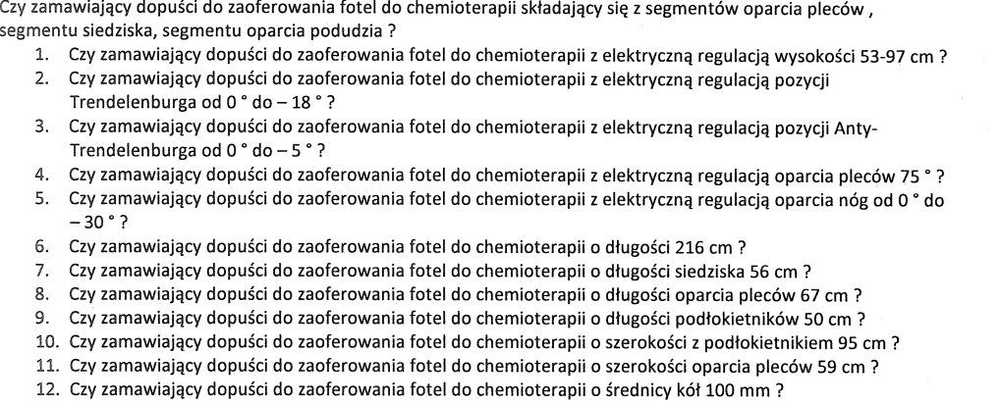 Czy zamawiający dopuści do zaoferowania fotel do chemioterapii składający się z segmentów oparcia pleców ,
segmentu siedziska, segmentu oparcia podudzia ?
1. Czy zamawiający dopuści do zaoferowania fotel do chemioterapii z elektryczną regulacją wysokości 53-97 cm ?
2. Czy zamawiający dopuści do zaoferowania fotel do chemioterapii z elektryczną regulacją pozycji
Trendelenburga od 0 ° do – 18 ° ?
3. Czy zamawiający dopuści do zaoferowania fotel do chemioterapii z elektryczną regulacją pozycji Anty-
Trendelenburga od 0 ° do – 5 ° ?
4. Czy zamawiający dopuści do zaoferowania fotel do chemioterapii z elektryczną regulacją oparcia pleców 75 ° ?
5. Czy zamawiający dopuści do zaoferowania fotel do chemioterapii z elektryczną regulacją oparcia nóg od 0 ° do
– 30 ° ?
6. Czy zamawiający dopuści do zaoferowania fotel do chemioterapii o długości 216 cm ?
7. Czy zamawiający dopuści do zaoferowania fotel do chemioterapii o długości siedziska 56 cm ?
8. Czy zamawiający dopuści do zaoferowania fotel do chemioterapii o długości oparcia pleców 67 cm ?
9. Czy zamawiający dopuści do zaoferowania fotel do chemioterapii o długości podłokietników 50 cm ?
10. Czy zamawiający dopuści do zaoferowania fotel do chemioterapii o szerokości z podłokietnikiem 95 cm ?
11. Czy zamawiający dopuści do zaoferowania fotel do chemioterapii o szerokości oparcia pleców 59 cm ?
12. Czy zamawiający dopuści do zaoferowania fotel do chemioterapii o średnicy kół 100 mm ?